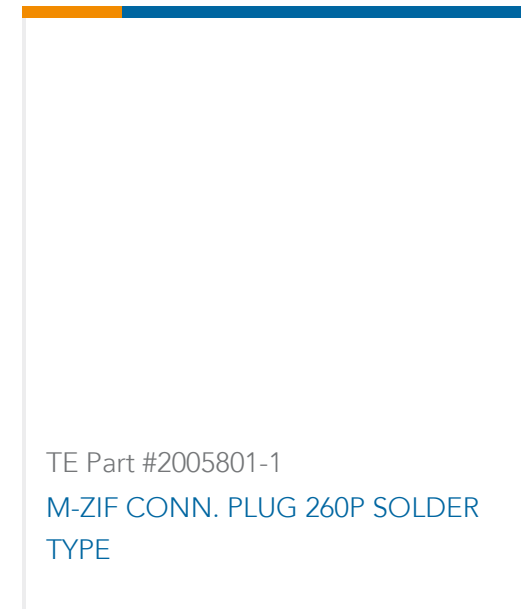 TE Part #2005801-1
M-ZIF CONN. PLUG 260P SOLDER
TYPE